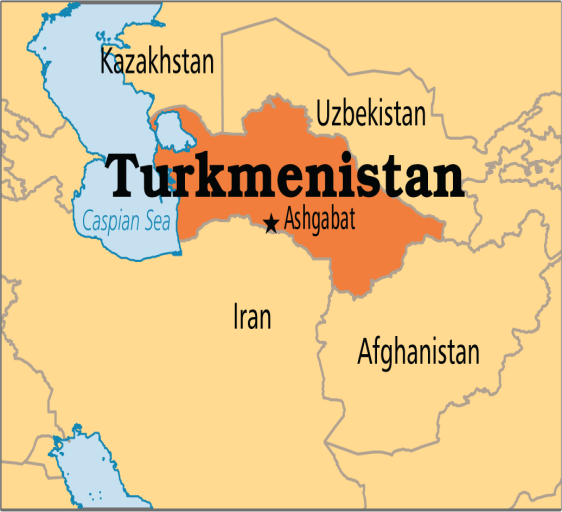 Kazakhstan
Uzbekistan
Turkmenistan
Caspian Sea
Ashgabat
Iran
Afghanistan